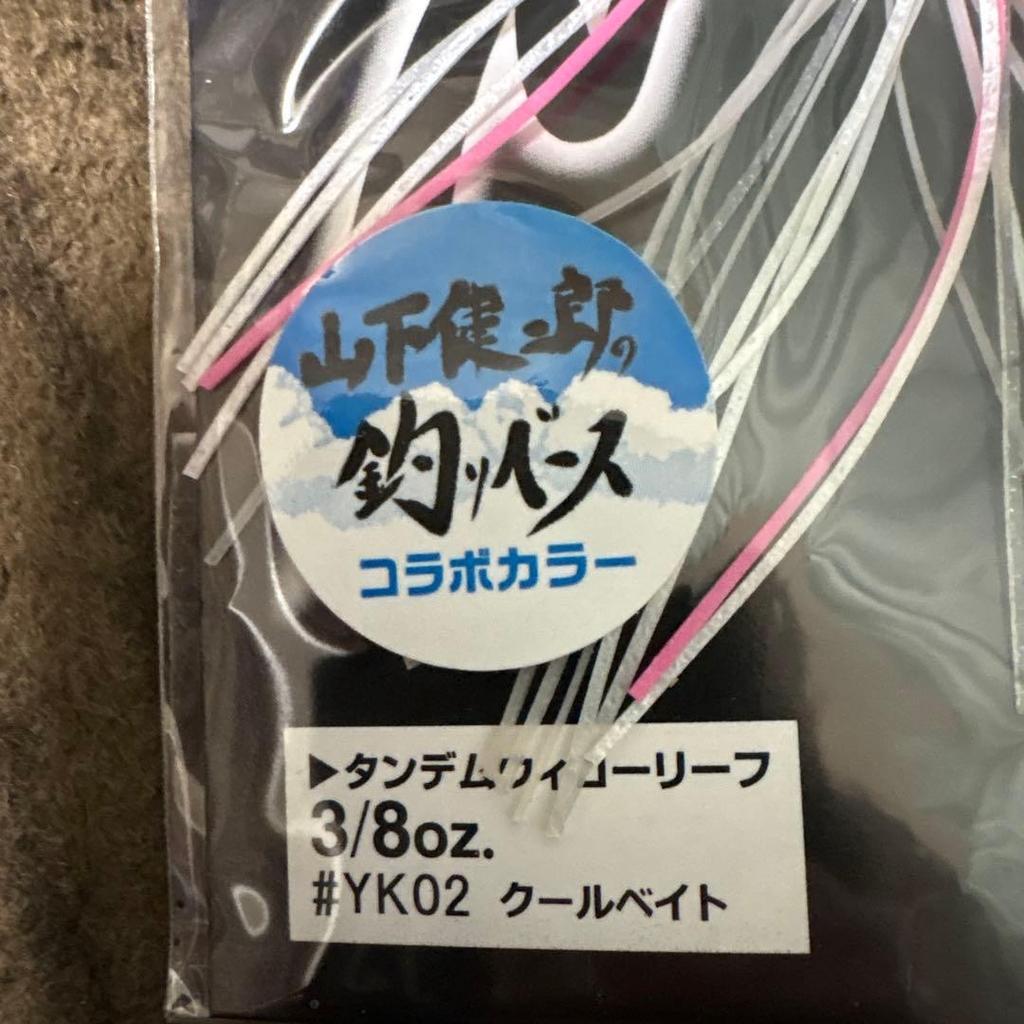 山下健二郎の
釣りベース
コラボカラー
▶タンデムウィローリーフ
3/8oz.
#YK02 クールベイト